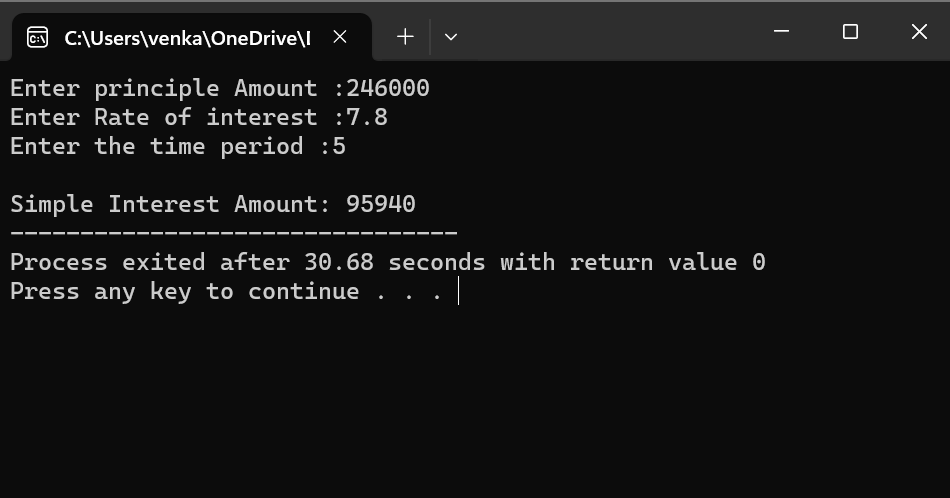 C:\Users\venka\OneDrive\I
Enter principle Amount :246000
Enter Rate of interest :7.8
Enter the time period :5
Simple Interest Amount: 95940
--------------------------------
Process exited after 30.68 seconds with return value 0
Press any key to continue . . .